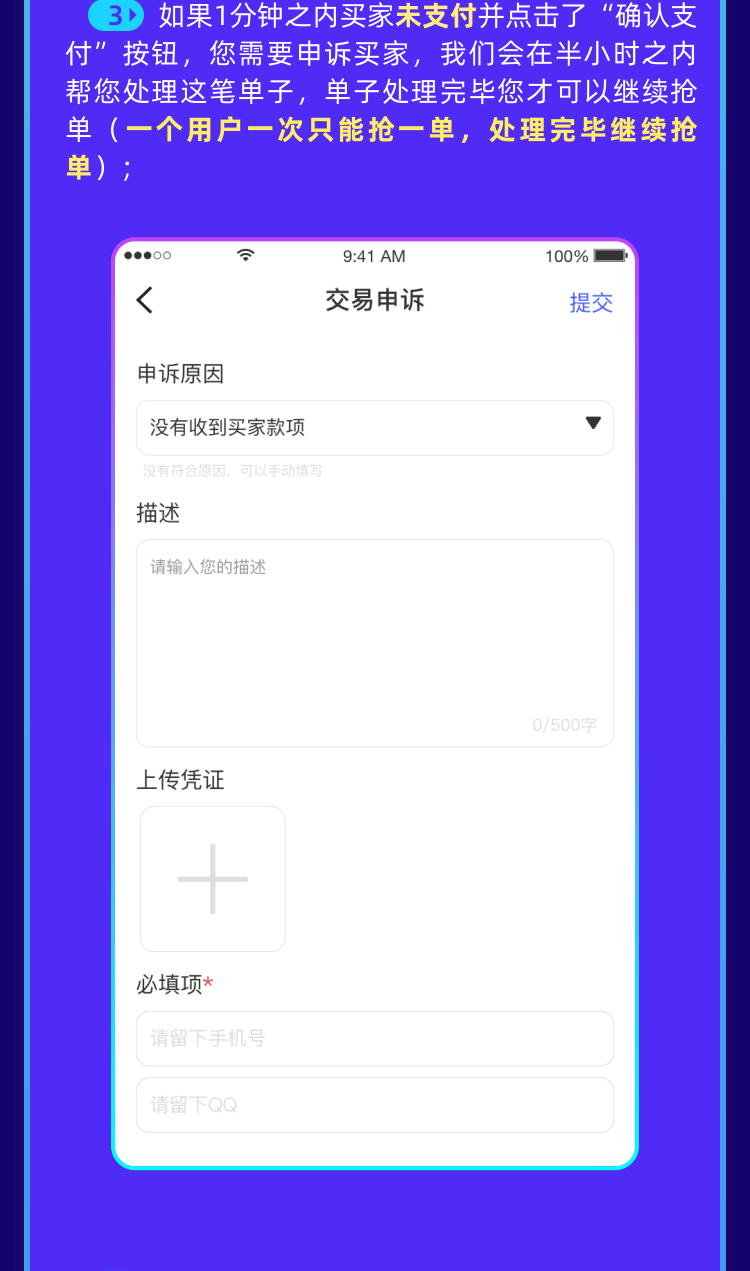 3 如果1分钟之内买家未支付并点击了“确认支
付”按钮，您需要申诉买家，我们会在半小时之内
帮您处理这笔单子，单子处理完毕您才可以继续抢
单（一个用户一次只能抢一单，处理完毕继续抢
单）；
9:41 AM 100%
交易申诉 提交
申诉原因
没有收到买家款项
没有符合原因，可以手动填写
描述
请输入您的描述
0/500字
上传凭证
必填项*
请留下手机号
请留下QQ